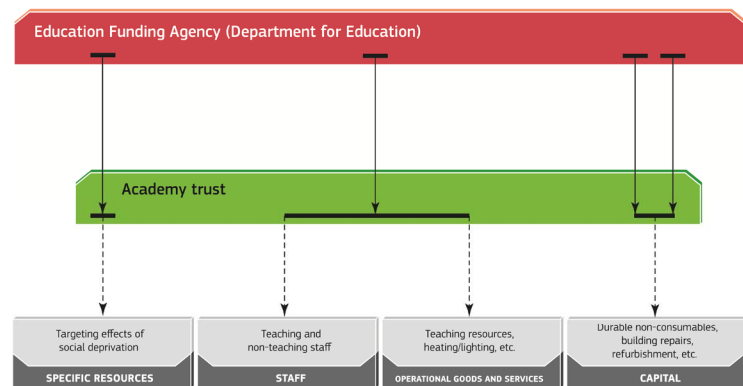 Education Funding Agency (Department for Education)
Academy trust
Targeting effects of
social deprivation
SPECIFIC RESOURCES
Teaching and
non-teaching staff
STAFF
Teaching resources,
heating/lighting, etc.
OPERATIONAL GOODS AND SERVICES
Durable non-consumables,
building repairs,
refurbishment, etc.
CAPITAL